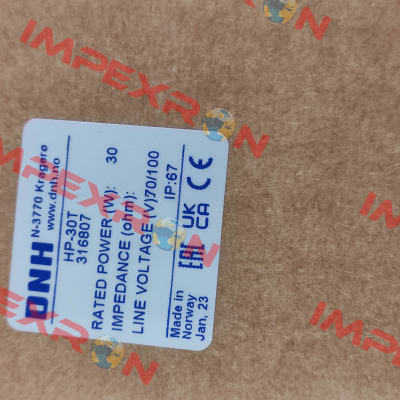 DNH
N-3770 Kragerø
www.dnh.no
HP-30T
316807
RATED POWER (W): 30
IMPEDANCE (ohm):
LINE VOLTAGE (V)70/100
IP:67
Made in
Norway
Jan, 23
EAC
UK
CA
CE
IMPEXRON
IMPEXRON
IMPEXRON
IMPEXRON
IMPEXRON